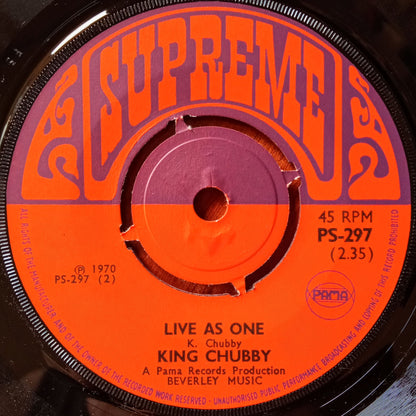 SUPREME
45 RPM
PS-297
(2.35)
℗ 1970
PS-297 (2)
PAMA
LIVE AS ONE
K. Chubby
KING CHUBBY
A Pama Records Production
BEVERLEY MUSIC
ALL RIGHTS OF THE MANUFACTURER AND OF THE OWNER OF THE RECORDED WORK RESERVED - UNAUTHORISED PUBLIC PERFORMANCE BROADCASTING AND COPYING OF THIS RECORD PROHIBITED